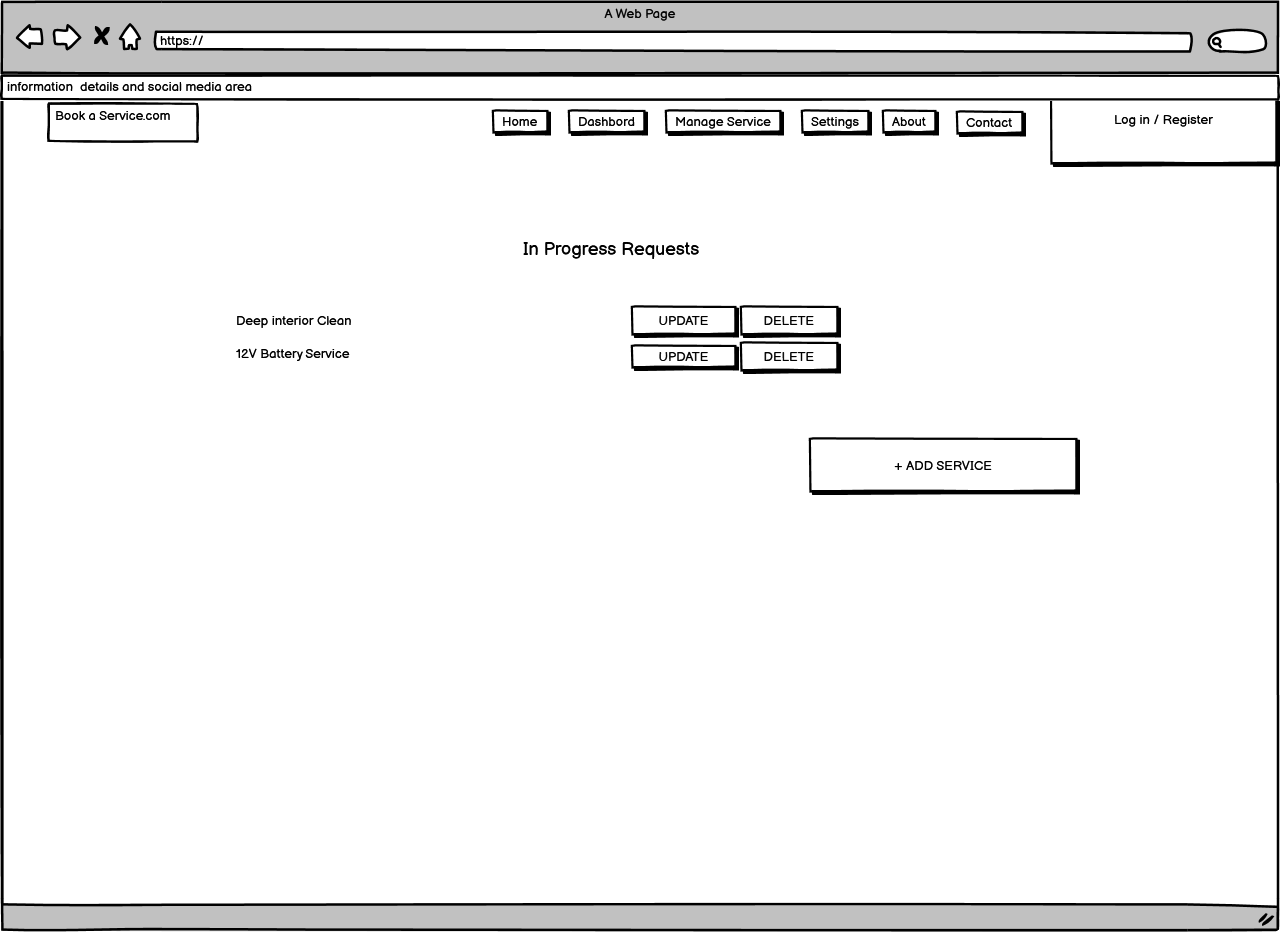 A Web Page
https://
information details and social media area
Book a Service.com
Home
Dashbord
Manage Service
Settings
About
Contact
Log in / Register
In Progress Requests
Deep interior Clean
UPDATE
DELETE
12V Battery Service
UPDATE
DELETE
+ ADD SERVICE